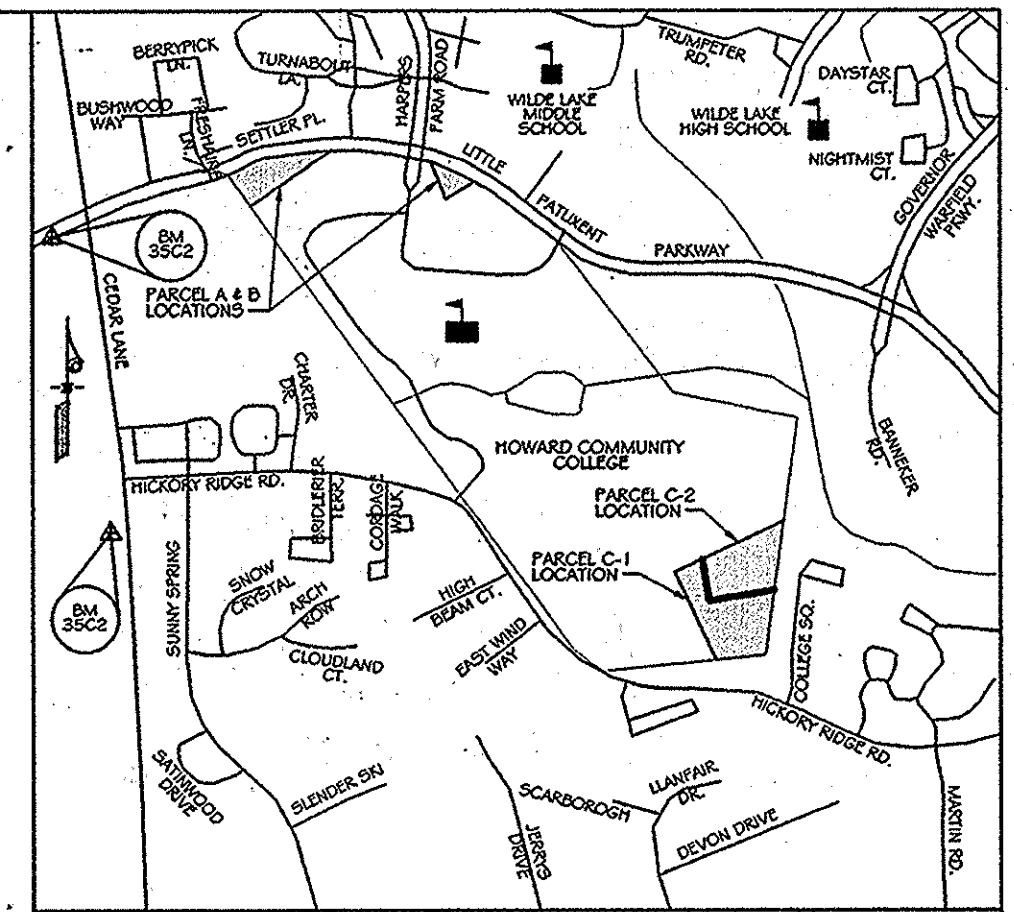 BERRYPICK
LN.
TURNABOUT
LA.
HARPERS
FARM ROAD
TRUMPETER
RD.
DAYSTAR
CT.
BUSHWOOD
WAY
FRESHAIRE
LN.
SETTLER PL.
WILDE LAKE
MIDDLE
SCHOOL
WILDE LAKE
HIGH SCHOOL
NIGHTMIST
CT.
LITTLE
PATUXENT
PARKWAY
GOVERNOR
WARFIELD
PKWY.
BM
35C2
CEDAR LANE
PARCEL A & B
LOCATIONS
CHARTER
DR.
BANNEKER
RD.
HOWARD COMMUNITY
COLLEGE
HICKORY RIDGE RD.
BRIDLERIER
TERR.
CORDAGE
WALK
PARCEL C-2
LOCATION
PARCEL C-1
LOCATION
BM
35C2
SUNNY SPRING
SNOW
CRYSTAL
ARCH
ROW
CLOUDLAND
CT.
HIGH
BEAM CT.
EAST WIND
WAY
COLLEGE SQ.
HICKORY RIDGE RD.
SATINWOOD
DRIVE
SLENDER SKI
JERRYS
DRIVE
SCARBOROGH
LLANFAIR
DR.
DEVON DRIVE
MARTIN RD.